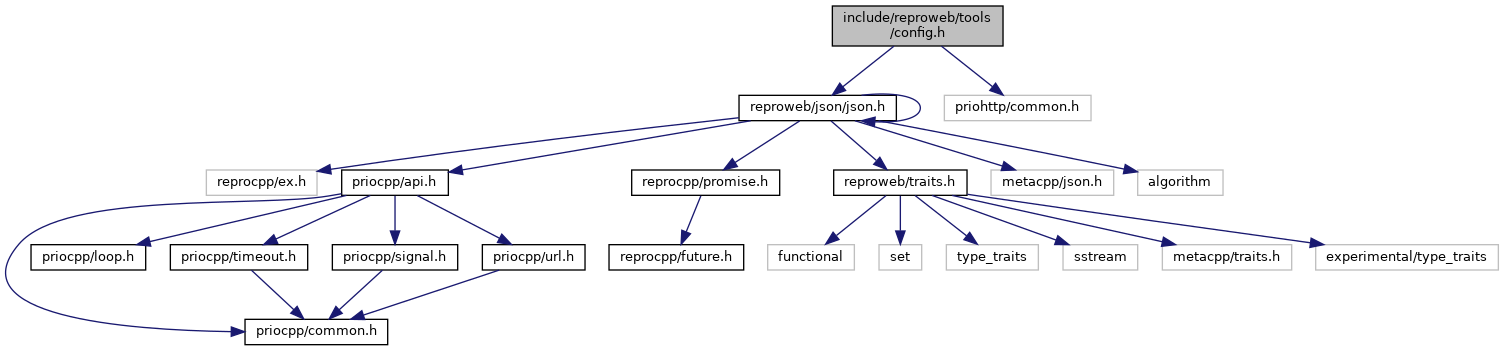 include/reproweb/tools
/config.h
reproweb/json/json.h
priohttp/common.h
reprocpp/ex.h
priocpp/api.h
reprocpp/promise.h
reproweb/traits.h
metacpp/json.h
algorithm
priocpp/loop.h
priocpp/timeout.h
priocpp/signal.h
priocpp/url.h
reprocpp/future.h
functional
set
type_traits
sstream
metacpp/traits.h
experimental/type_traits
priocpp/common.h